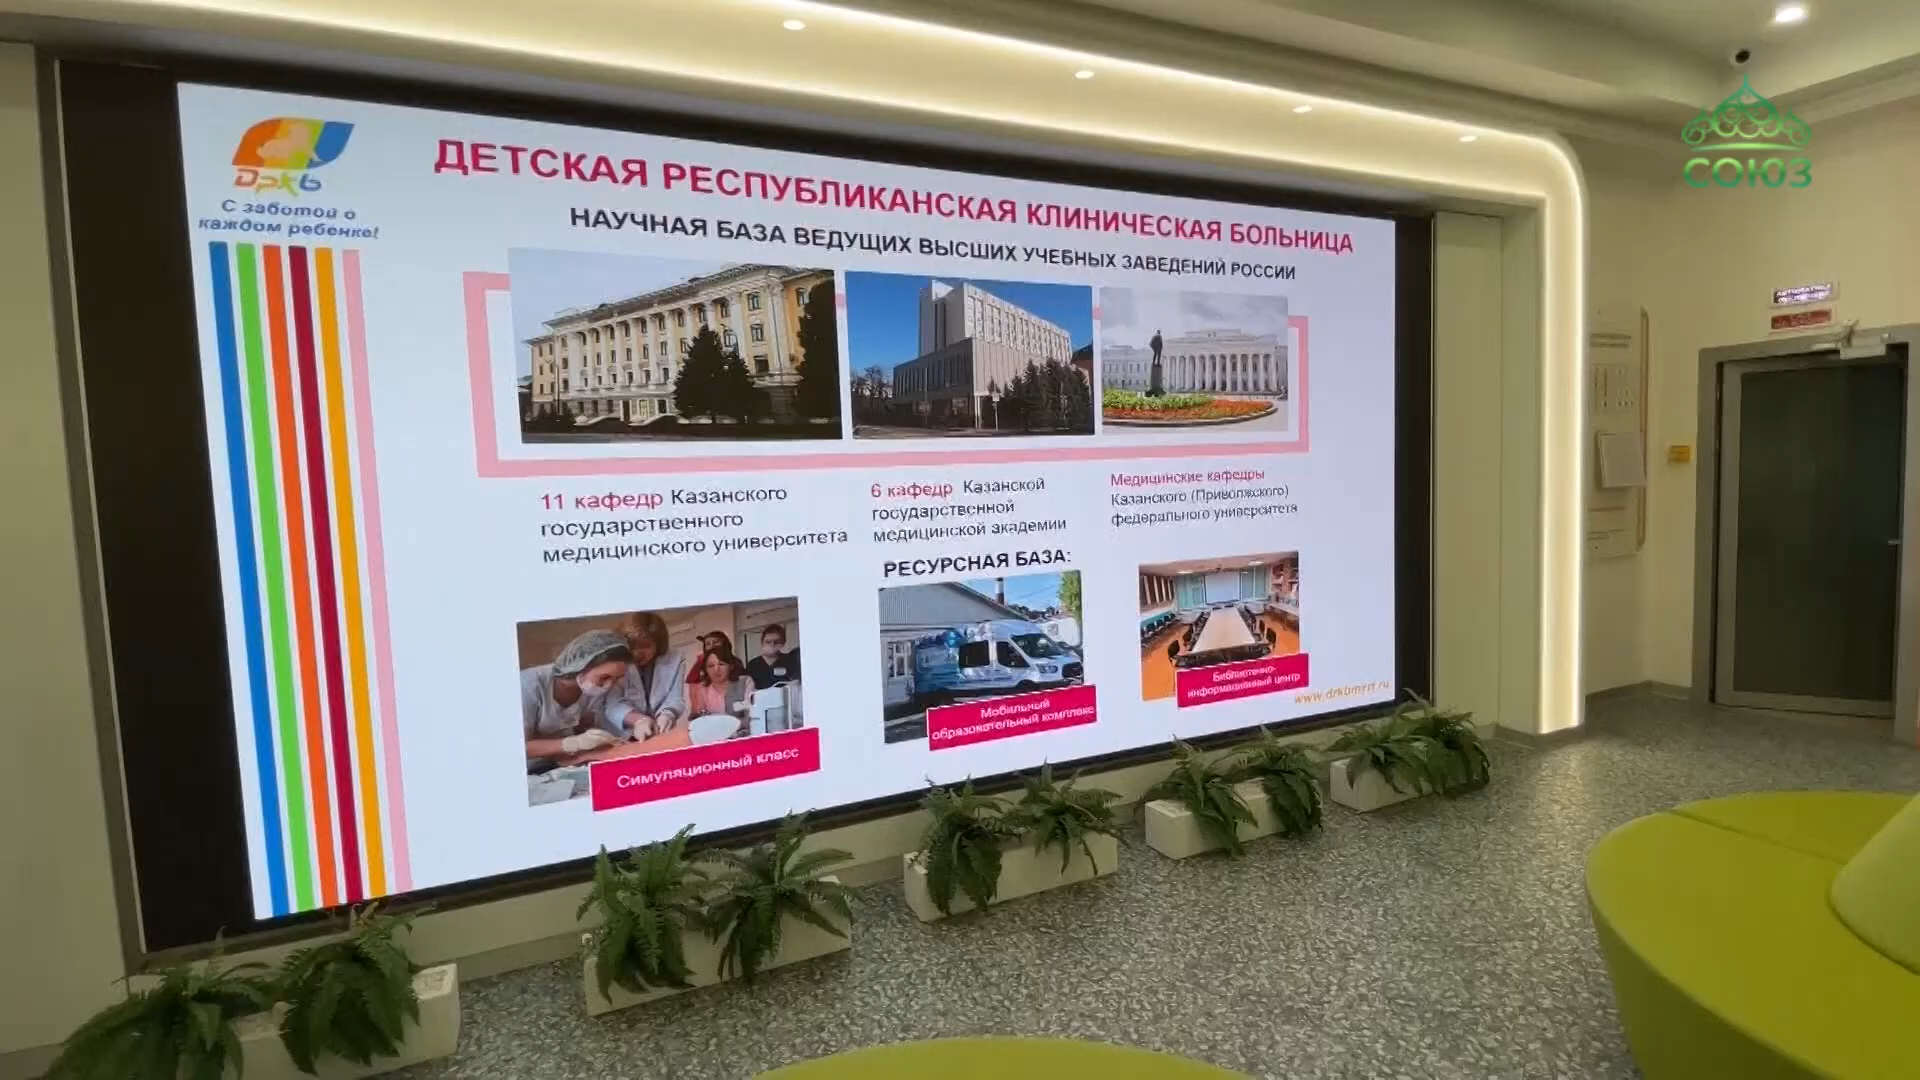 СОЮЗ
ДРКБ
С заботой о
каждом ребенке!
ДЕТСКАЯ РЕСПУБЛИКАНСКАЯ КЛИНИЧЕСКАЯ БОЛЬНИЦА
НАУЧНАЯ БАЗА ВЕДУЩИХ ВЫСШИХ УЧЕБНЫХ ЗАВЕДЕНИЙ РОССИИ
11 кафедр Казанского
государственного
медицинского университета
6 кафедр Казанской
государственной
медицинской академии
Медицинские кафедры
Казанского (Приволжского)
федерального университета
РЕСУРСНАЯ БАЗА:
Симуляционный класс
Мобильный
образовательный комплекс
Библиотечно-
информационный центр
www.drkbmzrt.ru